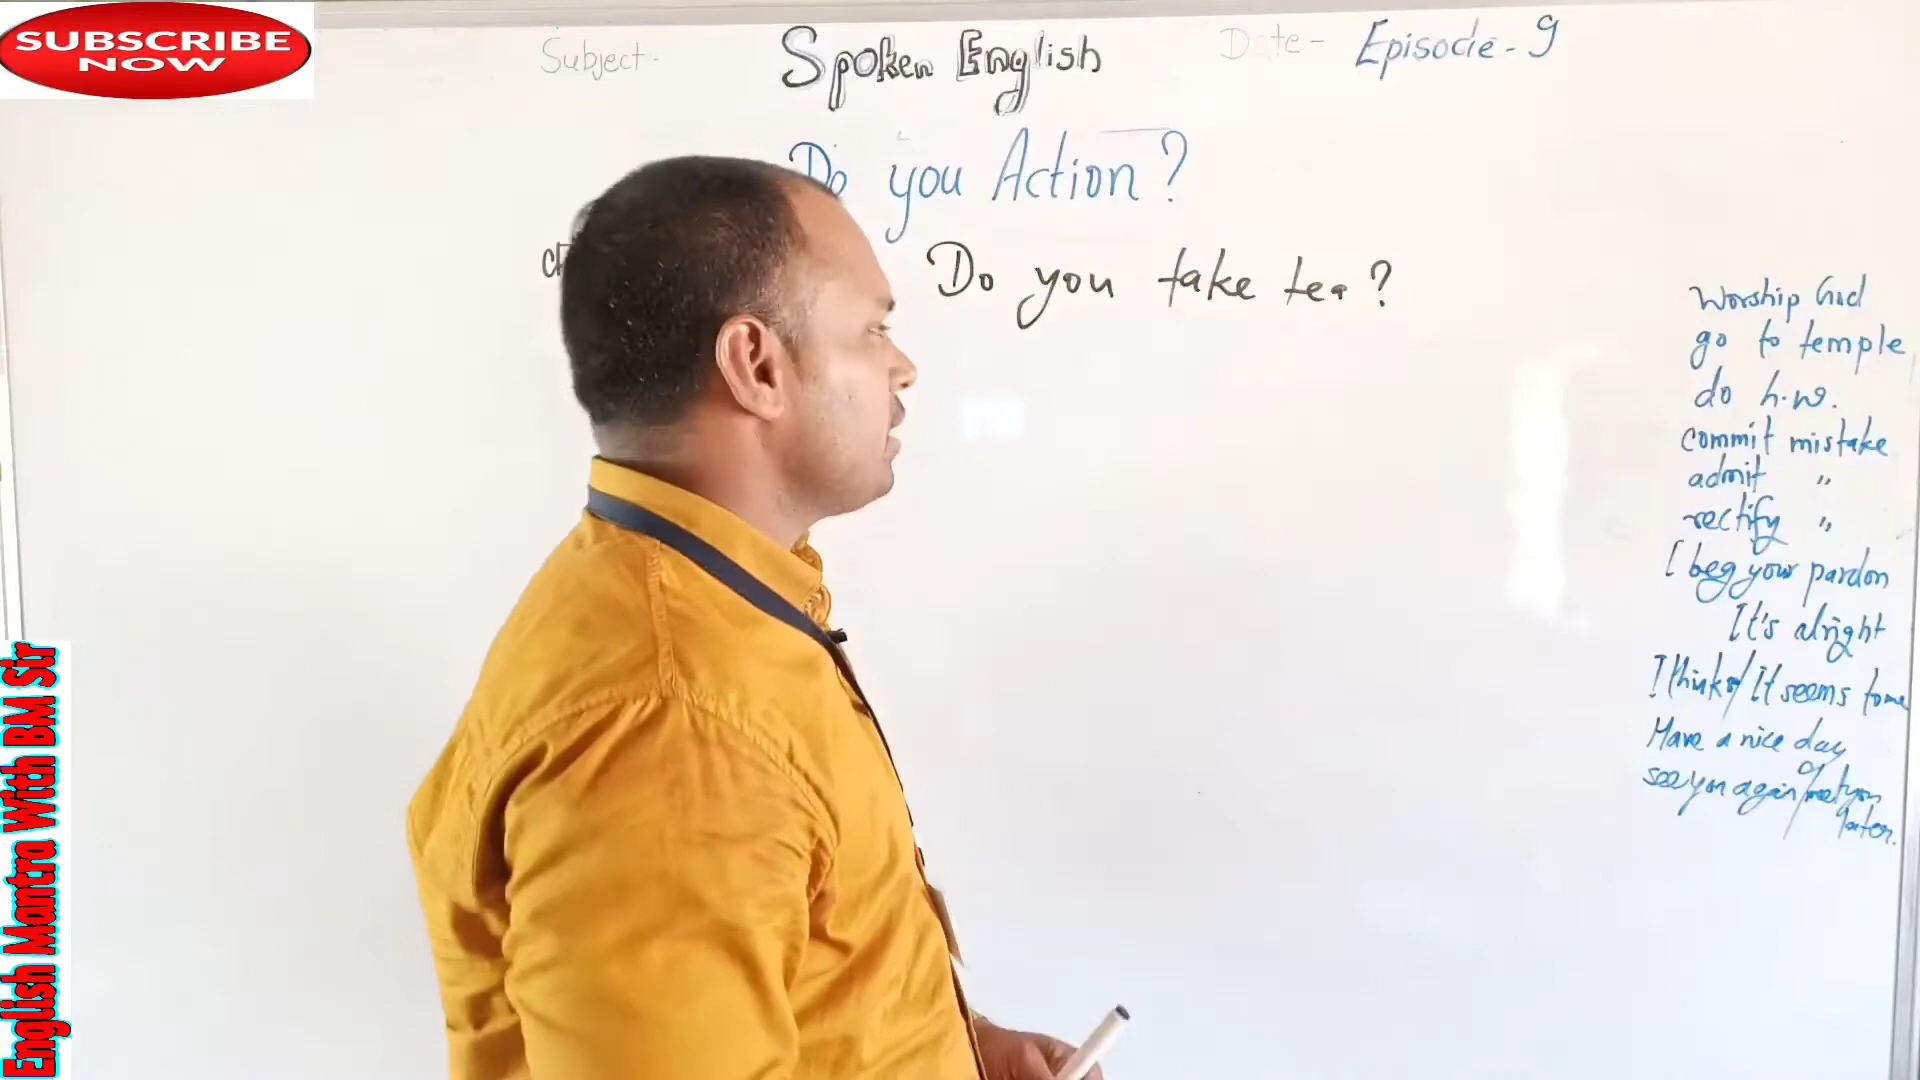 SUBSCRIBE
NOW
Subject-
Spoken English
Date - Episode - 9
Do you Action?
Do you take tea?
Worship God
go to temple
do h.w.
commit mistake
admit "
rectify "
I beg your pardon
It's alright
I think / It seems to me
Have a nice day
see you again / meet you
later.
English Mantra With BM Sir